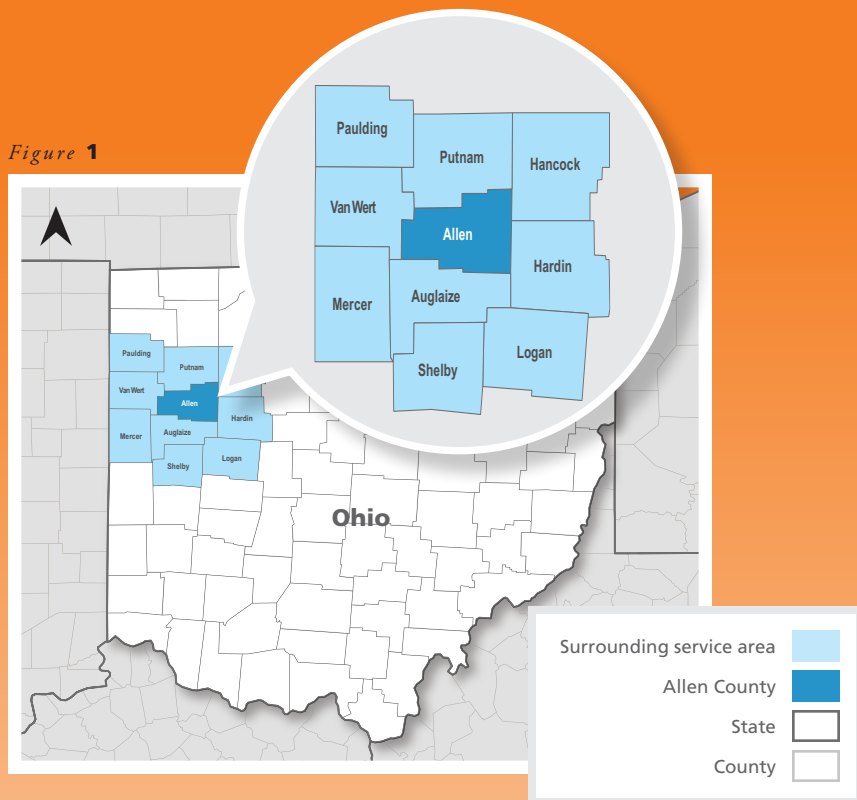 Figure 1
Paulding
Putnam
Hancock
Van Wert
Allen
Hardin
Mercer
Auglaize
Shelby
Logan
Paulding
Putnam
Van Wert
Allen
Hardin
Mercer
Auglaize
Shelby
Logan
Ohio
Surrounding service area
Allen County
State
County